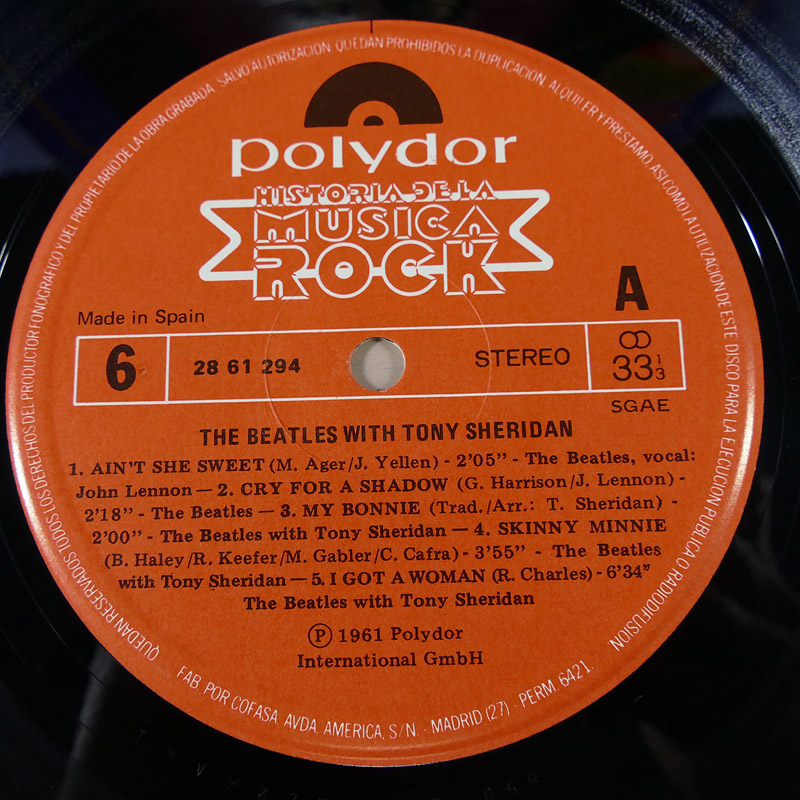 polydor
HISTORIA DE LA
MUSICA
ROCK
A
Made in Spain
6
28 61 294
STEREO
33 1/3
SGAE
THE BEATLES WITH TONY SHERIDAN
1. AIN'T SHE SWEET (M. Ager/J. Yellen) - 2'05" - The Beatles, vocal:
John Lennon — 2. CRY FOR A SHADOW (G. Harrison/J. Lennon) -
2'18" - The Beatles — 3. MY BONNIE (Trad./Arr.: T. Sheridan) -
2'00" - The Beatles with Tony Sheridan — 4. SKINNY MINNIE
(B. Haley/R. Keefer/M. Gabler/C. Cafra) - 3'55" - The Beatles
with Tony Sheridan — 5. I GOT A WOMAN (R. Charles) - 6'34"
The Beatles with Tony Sheridan
Ⓟ 1961 Polydor
International GmbH
QUEDAN RESERVADOS TODOS LOS DERECHOS DEL PRODUCTOR FONOGRAFICO Y DEL PROPIETARIO DE LA OBRA GRABADA. SALVO AUTORIZACION, QUEDAN PROHIBIDOS LA DUPLICACION, ALQUILER Y PRESTAMO, ASI COMO LA UTILIZACION DE ESTE DISCO PARA LA EJECUCION PUBLICA O RADIODIFUSION
FAB. POR COFASA. AVDA. AMERICA, S/N. - MADRID (27) - PERM. 6421.